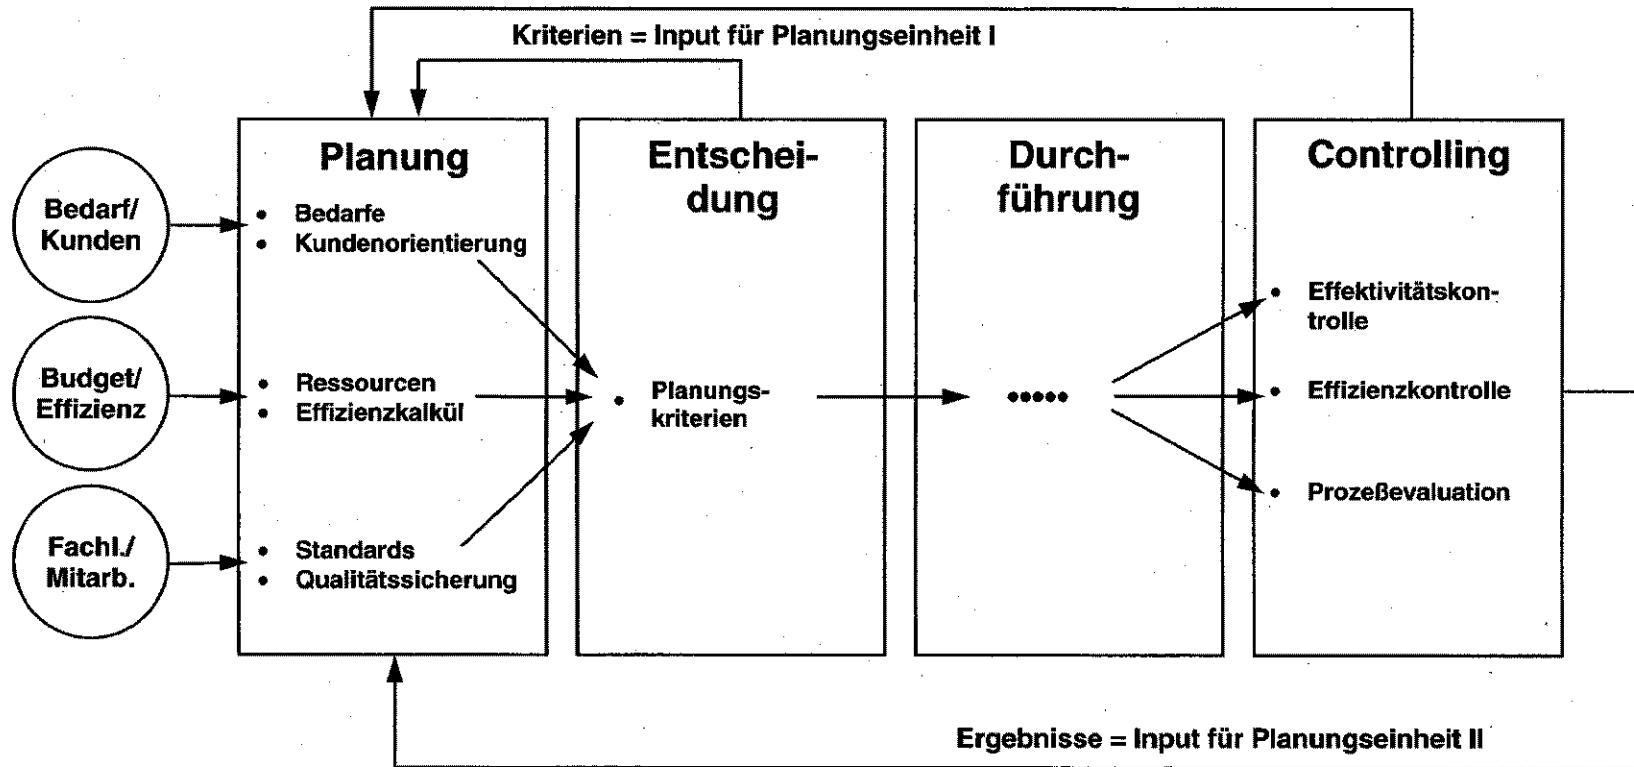 Kriterien = Input für Planungseinheit I
Bedarf/
Kunden
Budget/
Effizienz
Fachl./
Mitarb.
Planung
• Bedarfe
• Kundenorientierung
• Ressourcen
• Effizienzkalkül
• Standards
• Qualitätssicherung
Entschei-
dung
• Planungs-
kriterien
Durch-
führung
•••••
Controlling
• Effektivitätskon-
trolle
• Effizienzkontrolle
• Prozeßevaluation
Ergebnisse = Input für Planungseinheit II